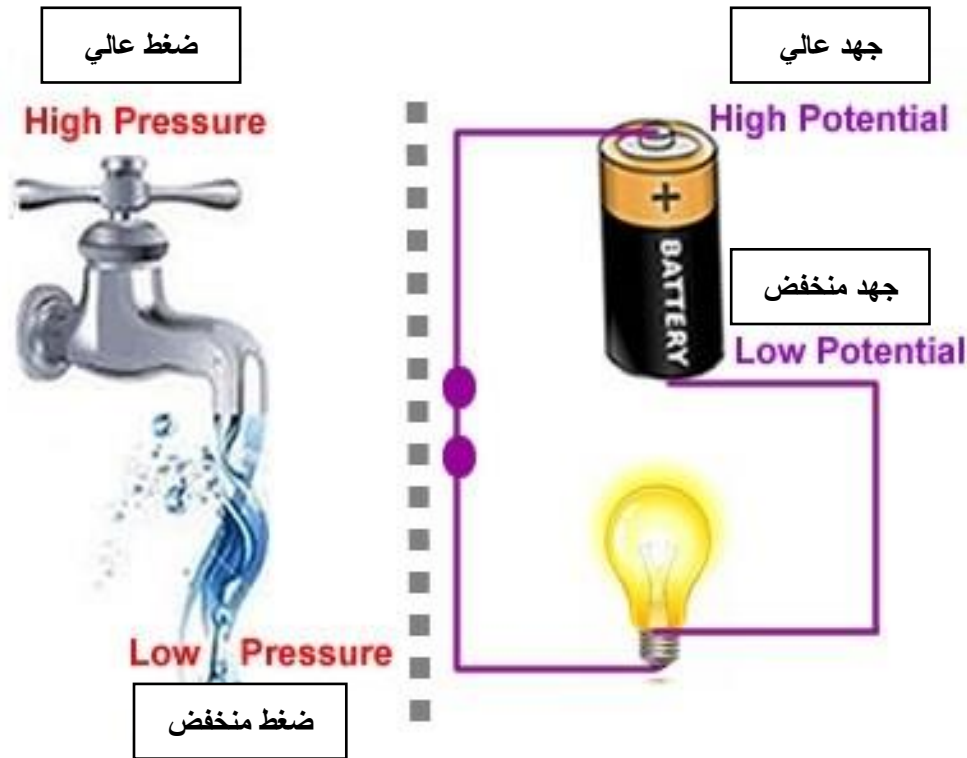 ضغط عالي
High Pressure
Low Pressure
ضغط منخفض
جهد عالي
High Potential
+
BATTERY
جهد منخفض
Low Potential